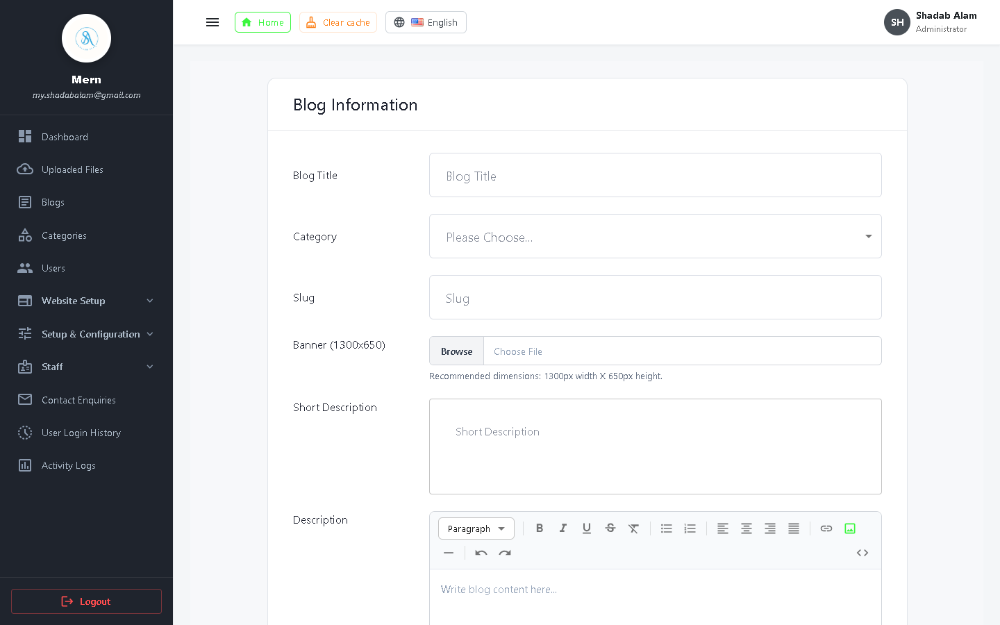 Mern
my.shadabalam@gmail.com
Dashboard
Uploaded Files
Blogs
Categories
Users
Website Setup
Setup & Configuration
Staff
Contact Enquiries
User Login History
Activity Logs
Logout
Home
Clear cache
English
SH
Shadab Alam
Administrator
Blog Information
Blog Title
Blog Title
Category
Please Choose...
Slug
Slug
Banner (1300x650)
Browse
Choose File
Recommended dimensions: 1300px width X 650px height.
Short Description
Short Description
Description
Paragraph
Write blog content here...